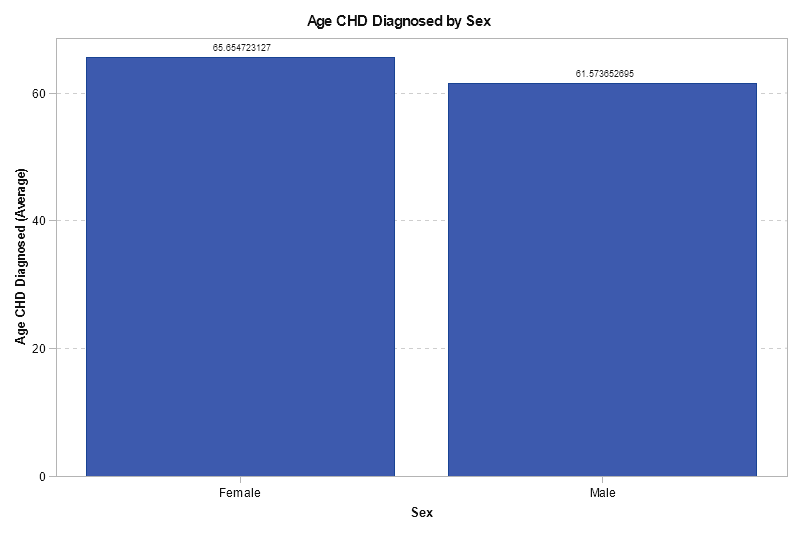 Age CHD Diagnosed by Sex
65.654723127
61.573652695
60
40
20
0
Age CHD Diagnosed (Average)
Female
Male
Sex